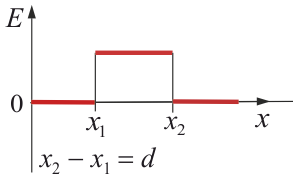 E
0
x₁ x₂ x
x₂ − x₁ = d